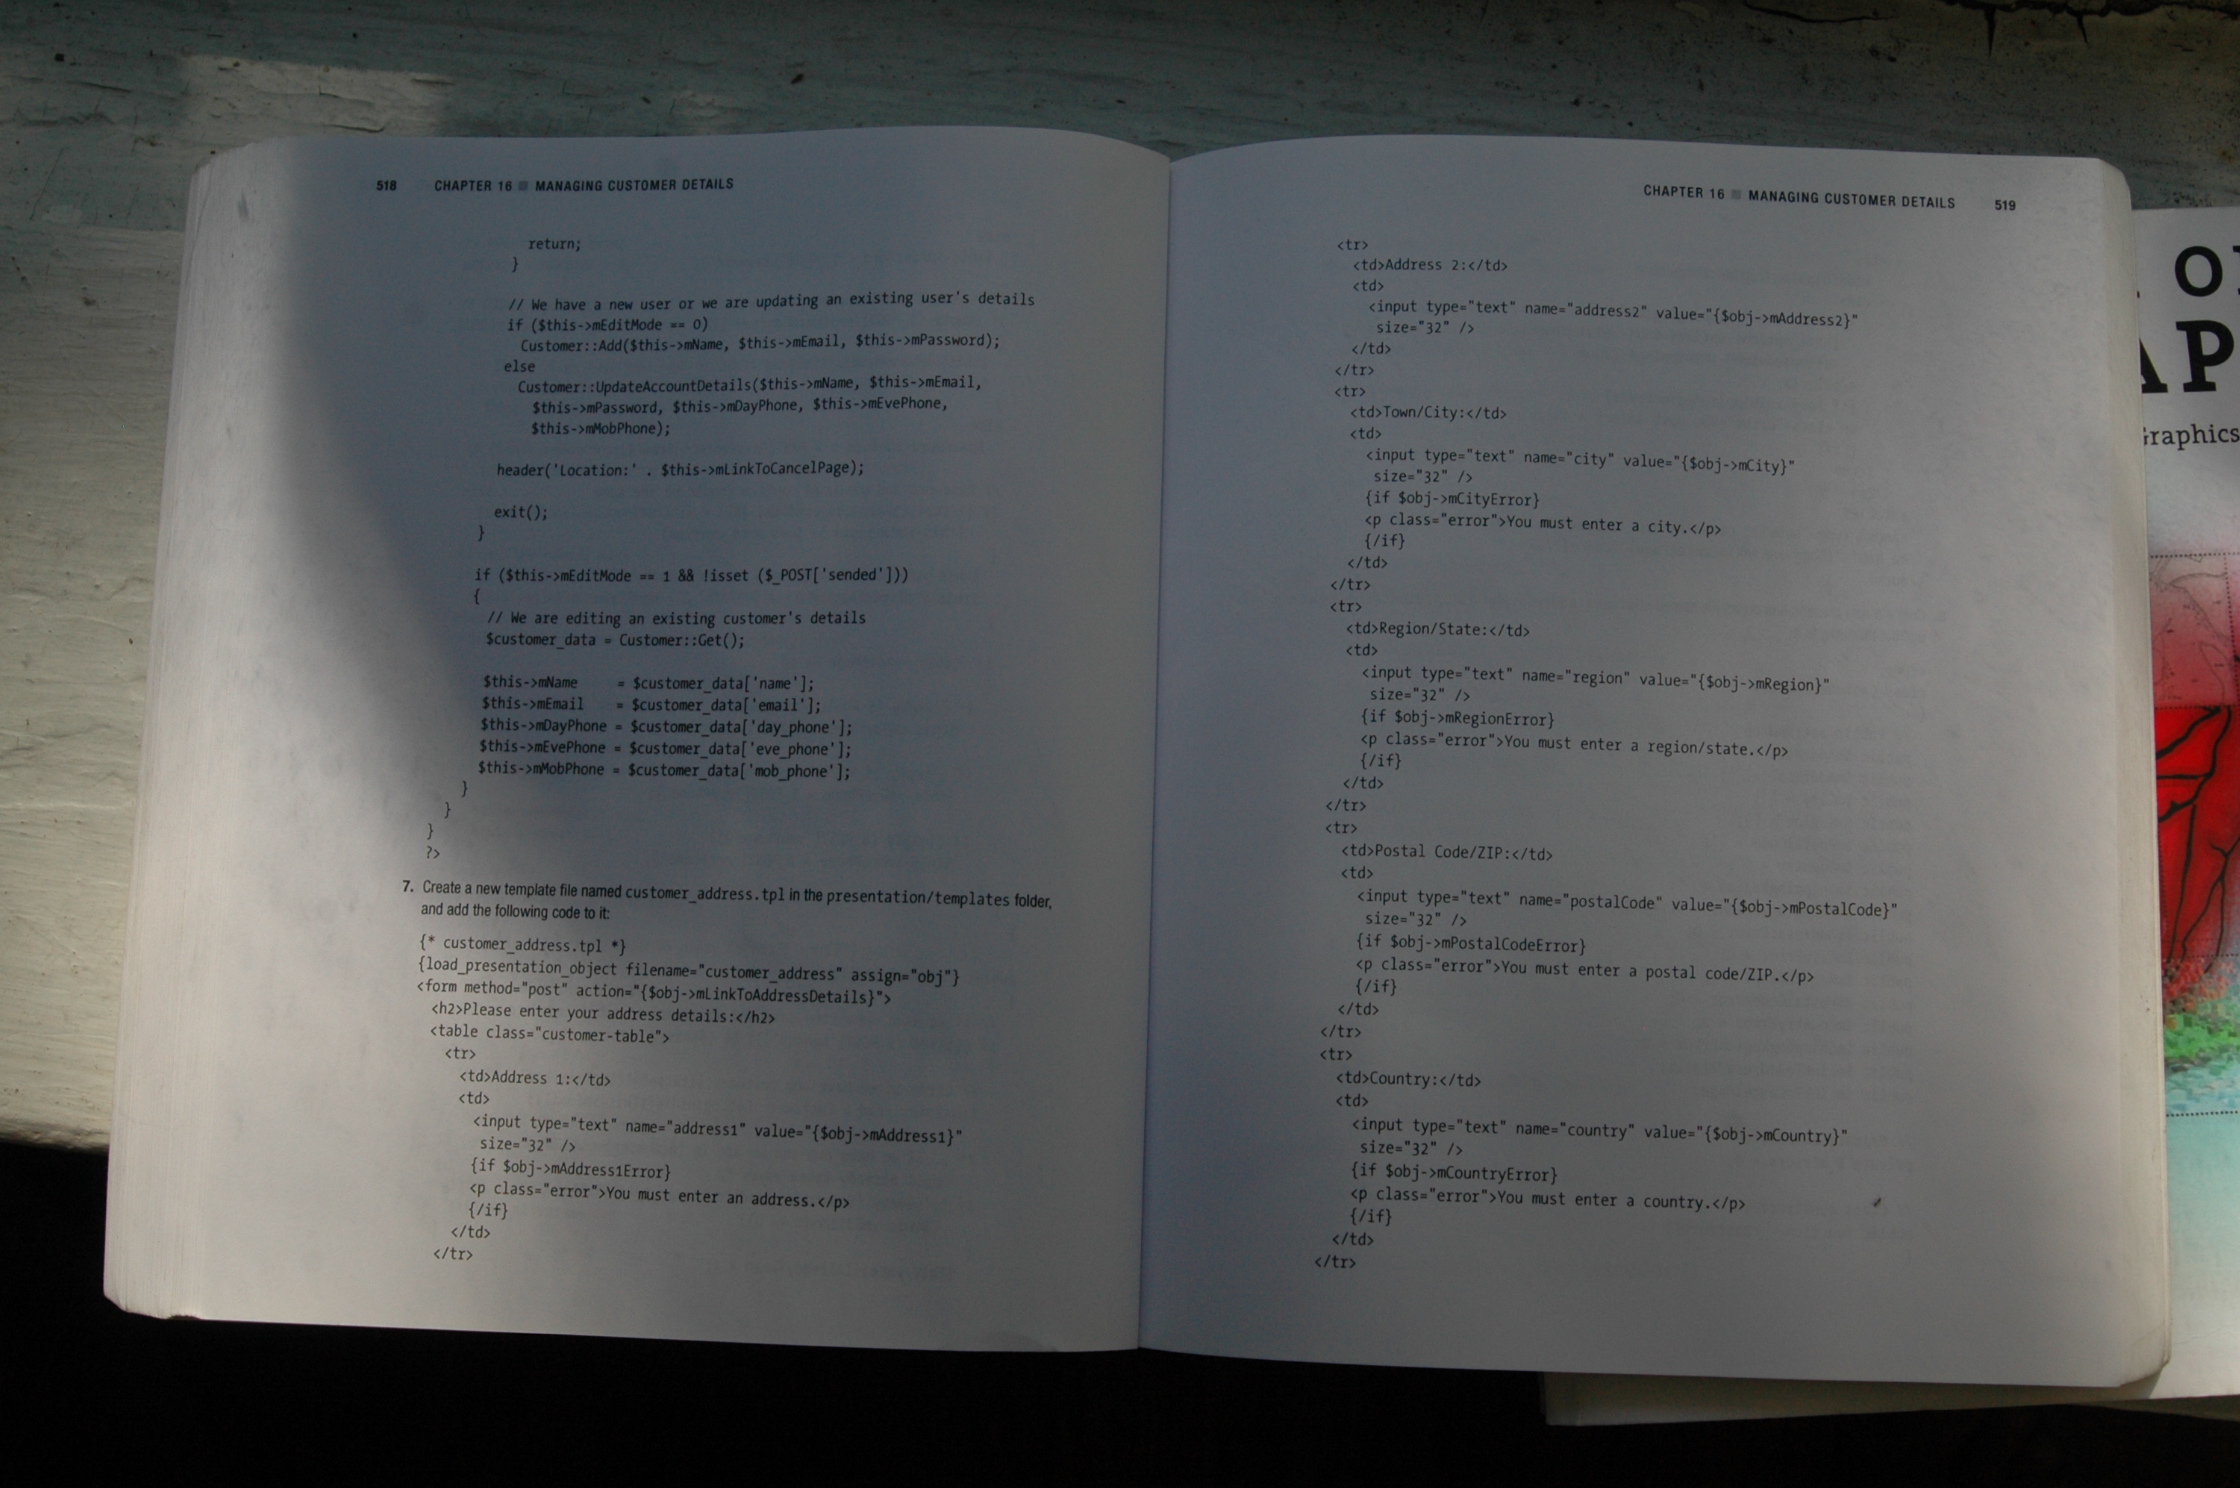 518 CHAPTER 16 ■ MANAGING CUSTOMER DETAILS
return;
}
// We have a new user or we are updating an existing user's details
if ($this->mEditMode == 0)
Customer::Add($this->mName, $this->mEmail, $this->mPassword);
else
Customer::UpdateAccountDetails($this->mName, $this->mEmail,
$this->mPassword, $this->mDayPhone, $this->mEvePhone,
$this->mMobPhone);
header('Location:' . $this->mLinkToCancelPage);
exit();
}
if ($this->mEditMode == 1 && !isset ($_POST['sended']))
{
// We are editing an existing customer's details
$customer_data = Customer::Get();
$this->mName = $customer_data['name'];
$this->mEmail = $customer_data['email'];
$this->mDayPhone = $customer_data['day_phone'];
$this->mEvePhone = $customer_data['eve_phone'];
$this->mMobPhone = $customer_data['mob_phone'];
}
}
}
?>
7. Create a new template file named customer_address.tpl in the presentation/templates folder,
and add the following code to it:
{* customer_address.tpl *}
{load_presentation_object filename="customer_address" assign="obj"}
<form method="post" action="{$obj->mLinkToAddressDetails}">
<h2>Please enter your address details:</h2>
<table class="customer-table">
<tr>
<td>Address 1:</td>
<td>
<input type="text" name="address1" value="{$obj->mAddress1}"
size="32" />
{if $obj->mAddress1Error}
<p class="error">You must enter an address.</p>
{/if}
</td>
</tr>
CHAPTER 16 ■ MANAGING CUSTOMER DETAILS 519
<tr>
<td>Address 2:</td>
<td>
<input type="text" name="address2" value="{$obj->mAddress2}"
size="32" />
</td>
</tr>
<tr>
<td>Town/City:</td>
<td>
<input type="text" name="city" value="{$obj->mCity}"
size="32" />
{if $obj->mCityError}
<p class="error">You must enter a city.</p>
{/if}
</td>
</tr>
<tr>
<td>Region/State:</td>
<td>
<input type="text" name="region" value="{$obj->mRegion}"
size="32" />
{if $obj->mRegionError}
<p class="error">You must enter a region/state.</p>
{/if}
</td>
</tr>
<tr>
<td>Postal Code/ZIP:</td>
<td>
<input type="text" name="postalCode" value="{$obj->mPostalCode}"
size="32" />
{if $obj->mPostalCodeError}
<p class="error">You must enter a postal code/ZIP.</p>
{/if}
</td>
</tr>
<tr>
<td>Country:</td>
<td>
<input type="text" name="country" value="{$obj->mCountry}"
size="32" />
{if $obj->mCountryError}
<p class="error">You must enter a country.</p>
{/if}
</td>
</tr>